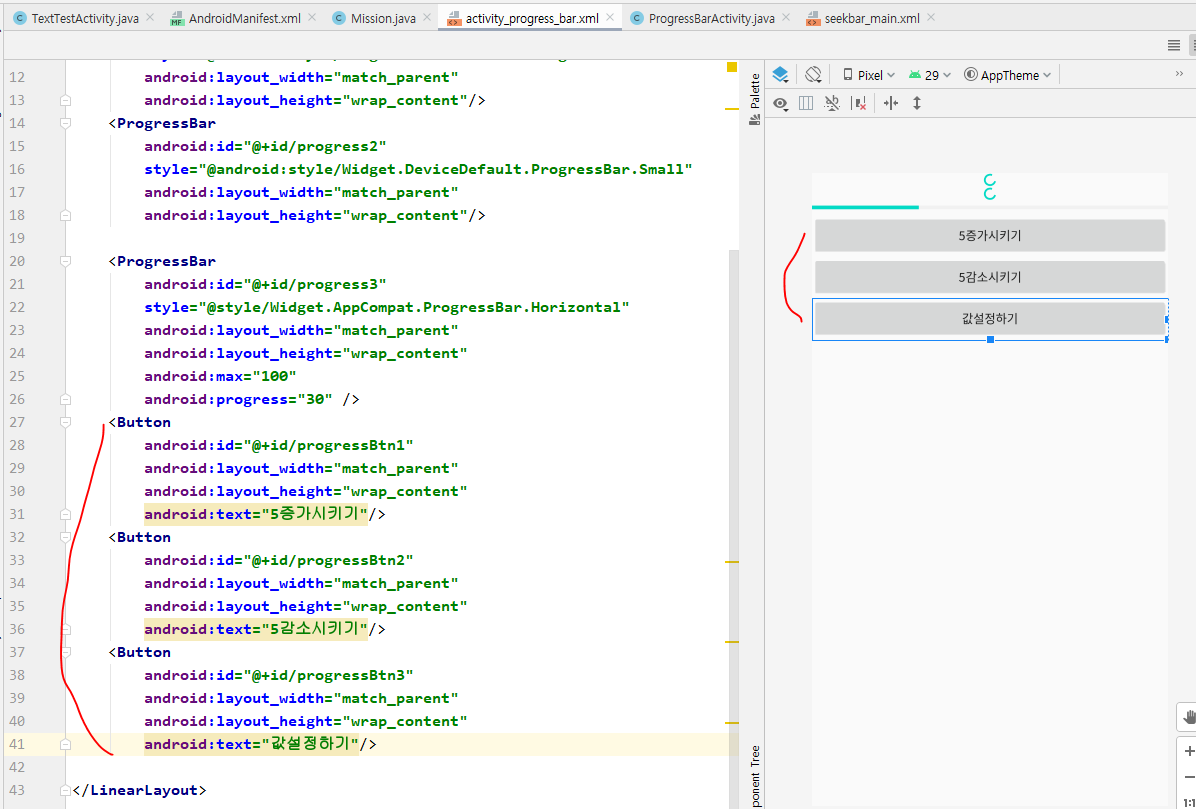 TextTestActivity.java
AndroidManifest.xml
Mission.java
activity_progress_bar.xml
ProgressBarActivity.java
seekbar_main.xml
12 android:layout_width="match_parent"
13 android:layout_height="wrap_content"/>
14 <ProgressBar
15 android:id="@+id/progress2"
16 style="@android:style/Widget.DeviceDefault.ProgressBar.Small"
17 android:layout_width="match_parent"
18 android:layout_height="wrap_content"/>
19
20 <ProgressBar
21 android:id="@+id/progress3"
22 style="@style/Widget.AppCompat.ProgressBar.Horizontal"
23 android:layout_width="match_parent"
24 android:layout_height="wrap_content"
25 android:max="100"
26 android:progress="30" />
27 <Button
28 android:id="@+id/progressBtn1"
29 android:layout_width="match_parent"
30 android:layout_height="wrap_content"
31 android:text="5증가시키기"/>
32 <Button
33 android:id="@+id/progressBtn2"
34 android:layout_width="match_parent"
35 android:layout_height="wrap_content"
36 android:text="5감소시키기"/>
37 <Button
38 android:id="@+id/progressBtn3"
39 android:layout_width="match_parent"
40 android:layout_height="wrap_content"
41 android:text="값설정하기"/>
42
43 </LinearLayout>
Palette
ponent Tree
Pixel
29
AppTheme
5증가시키기
5감소시키기
값설정하기
1:1